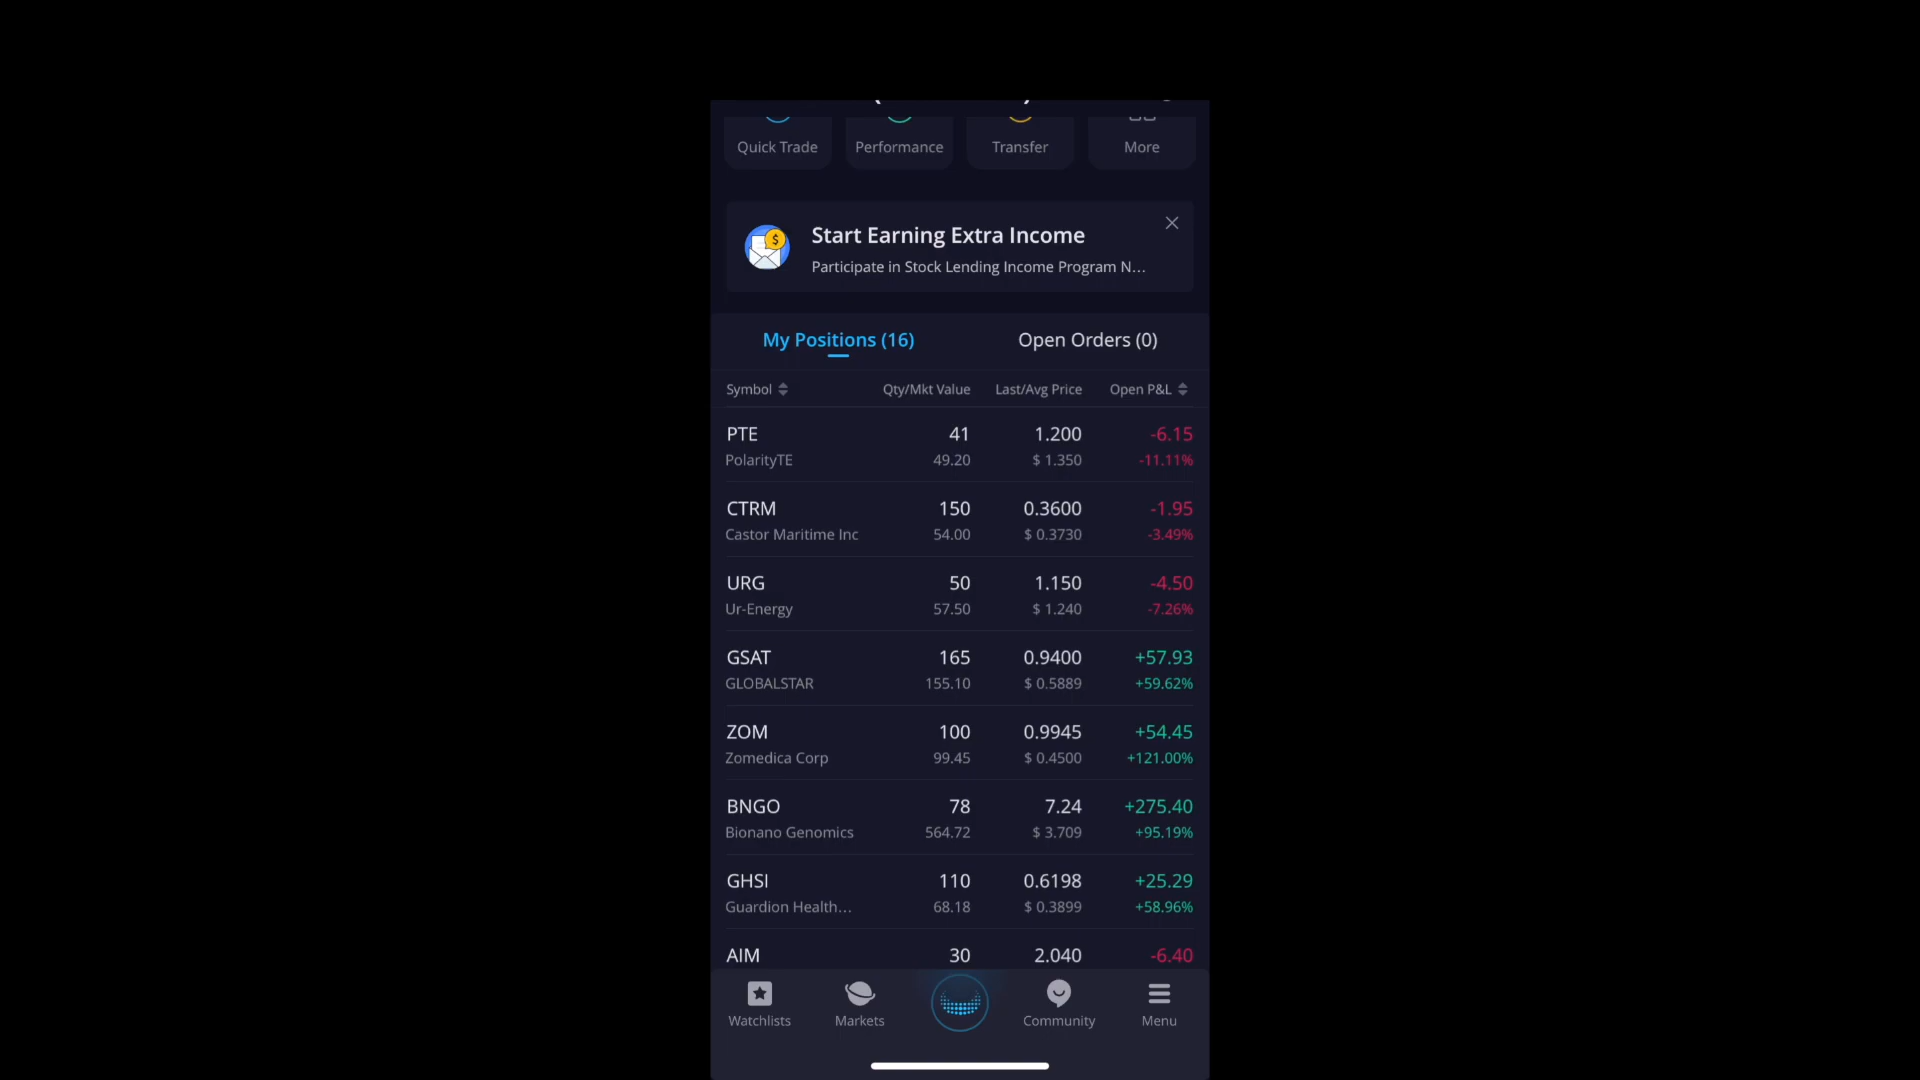 Quick Trade Performance Transfer More
Start Earning Extra Income
Participate in Stock Lending Income Program N...
My Positions (16) Open Orders (0)
Symbol Qty/Mkt Value Last/Avg Price Open P&L
PTE 41 1.200 -6.15
PolarityTE 49.20 $ 1.350 -11.11%
CTRM 150 0.3600 -1.95
Castor Maritime Inc 54.00 $ 0.3730 -3.49%
URG 50 1.150 -4.50
Ur-Energy 57.50 $ 1.240 -7.26%
GSAT 165 0.9400 +57.93
GLOBALSTAR 155.10 $ 0.5889 +59.62%
ZOM 100 0.9945 +54.45
Zomedica Corp 99.45 $ 0.4500 +121.00%
BNGO 78 7.24 +275.40
Bionano Genomics 564.72 $ 3.709 +95.19%
GHSI 110 0.6198 +25.29
Guardion Health... 68.18 $ 0.3899 +58.96%
AIM 30 2.040 -6.40
Watchlists Markets Community Menu